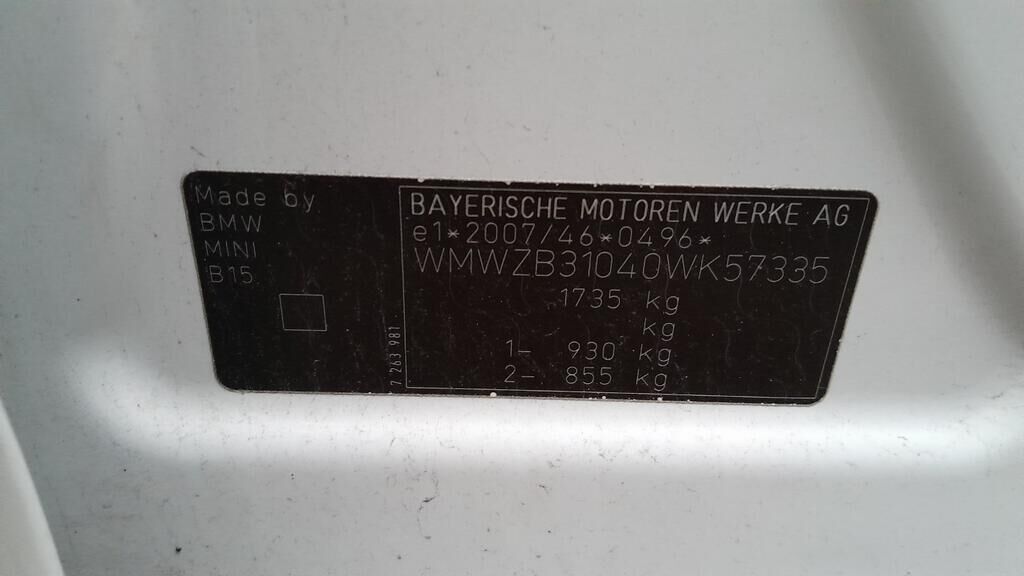 Made by
BMW
MINI
B15
7 263 981
BAYERISCHE MOTOREN WERKE AG
e1*2007/46*0496*
WMWZB31040WK57335
1735 kg
kg
1- 930 kg
2- 855 kg